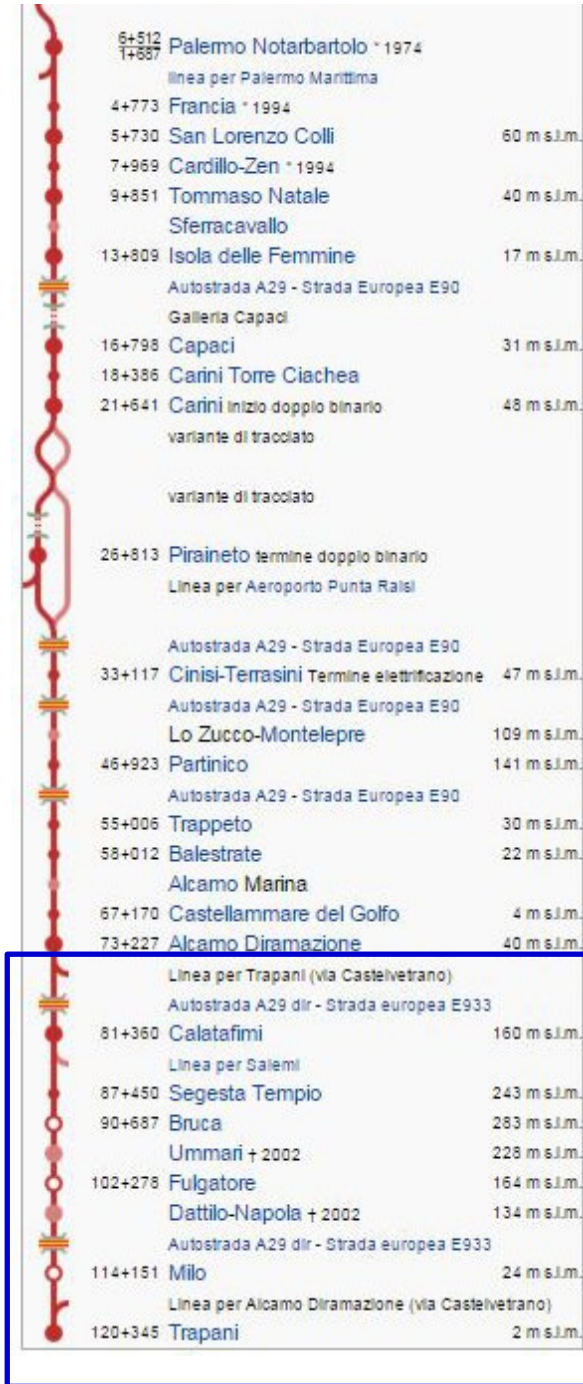 6+512
1+687 Palermo Notarbartolo * 1974
linea per Palermo Marittima
4+773 Francia * 1994
5+730 San Lorenzo Colli 60 m s.l.m.
7+969 Cardillo-Zen * 1994
9+851 Tommaso Natale 40 m s.l.m.
Sferracavallo
13+809 Isola delle Femmine 17 m s.l.m.
Autostrada A29 - Strada Europea E90
Galleria Capaci
16+798 Capaci 31 m s.l.m.
18+386 Carini Torre Ciachea
21+641 Carini inizio doppio binario 48 m s.l.m.
variante di tracciato
variante di tracciato
26+813 Piraineto termine doppio binario
Linea per Aeroporto Punta Raisi
Autostrada A29 - Strada Europea E90
33+117 Cinisi-Terrasini Termine elettrificazione 47 m s.l.m.
Autostrada A29 - Strada Europea E90
Lo Zucco-Montelepre 109 m s.l.m.
46+923 Partinico 141 m s.l.m.
Autostrada A29 - Strada Europea E90
55+006 Trappeto 30 m s.l.m.
58+012 Balestrate 22 m s.l.m.
Alcamo Marina
67+170 Castellammare del Golfo 4 m s.l.m.
73+227 Alcamo Diramazione 40 m s.l.m.
Linea per Trapani (via Castelvetrano)
Autostrada A29 dir - Strada europea E933
81+360 Calatafimi 160 m s.l.m.
Linea per Salemi
87+450 Segesta Tempio 243 m s.l.m.
90+687 Bruca 283 m s.l.m.
Ummari † 2002 228 m s.l.m.
102+278 Fulgatore 164 m s.l.m.
Dattilo-Napola † 2002 134 m s.l.m.
Autostrada A29 dir - Strada europea E933
114+151 Milo 24 m s.l.m.
Linea per Alcamo Diramazione (via Castelvetrano)
120+345 Trapani 2 m s.l.m.